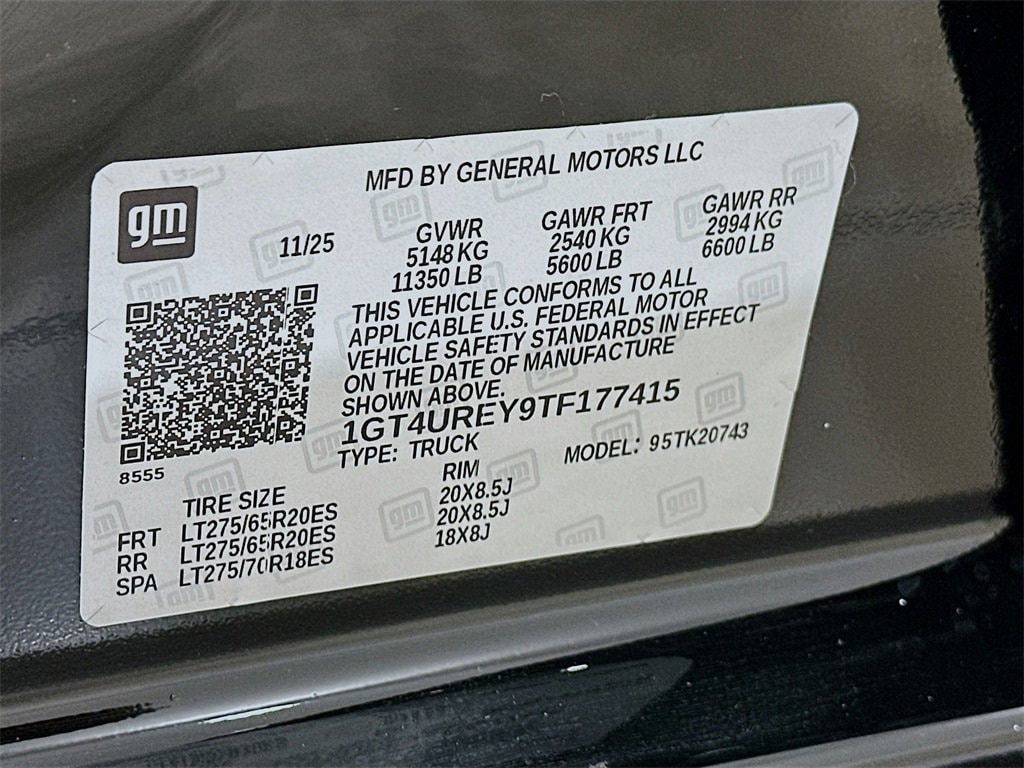 MFD BY GENERAL MOTORS LLC
gm
11/25
GVWR
5148 KG
11350 LB
GAWR FRT
2540 KG
5600 LB
GAWR RR
2994 KG
6600 LB
THIS VEHICLE CONFORMS TO ALL
APPLICABLE U.S. FEDERAL MOTOR
VEHICLE SAFETY STANDARDS IN EFFECT
ON THE DATE OF MANUFACTURE
SHOWN ABOVE.
1GT4UREY9TF177415
TYPE: TRUCK
MODEL: 95TK20743
8555
TIRE SIZE RIM
FRT LT275/65R20ES 20X8.5J
RR LT275/65R20ES 20X8.5J
SPA LT275/70R18ES 18X8J